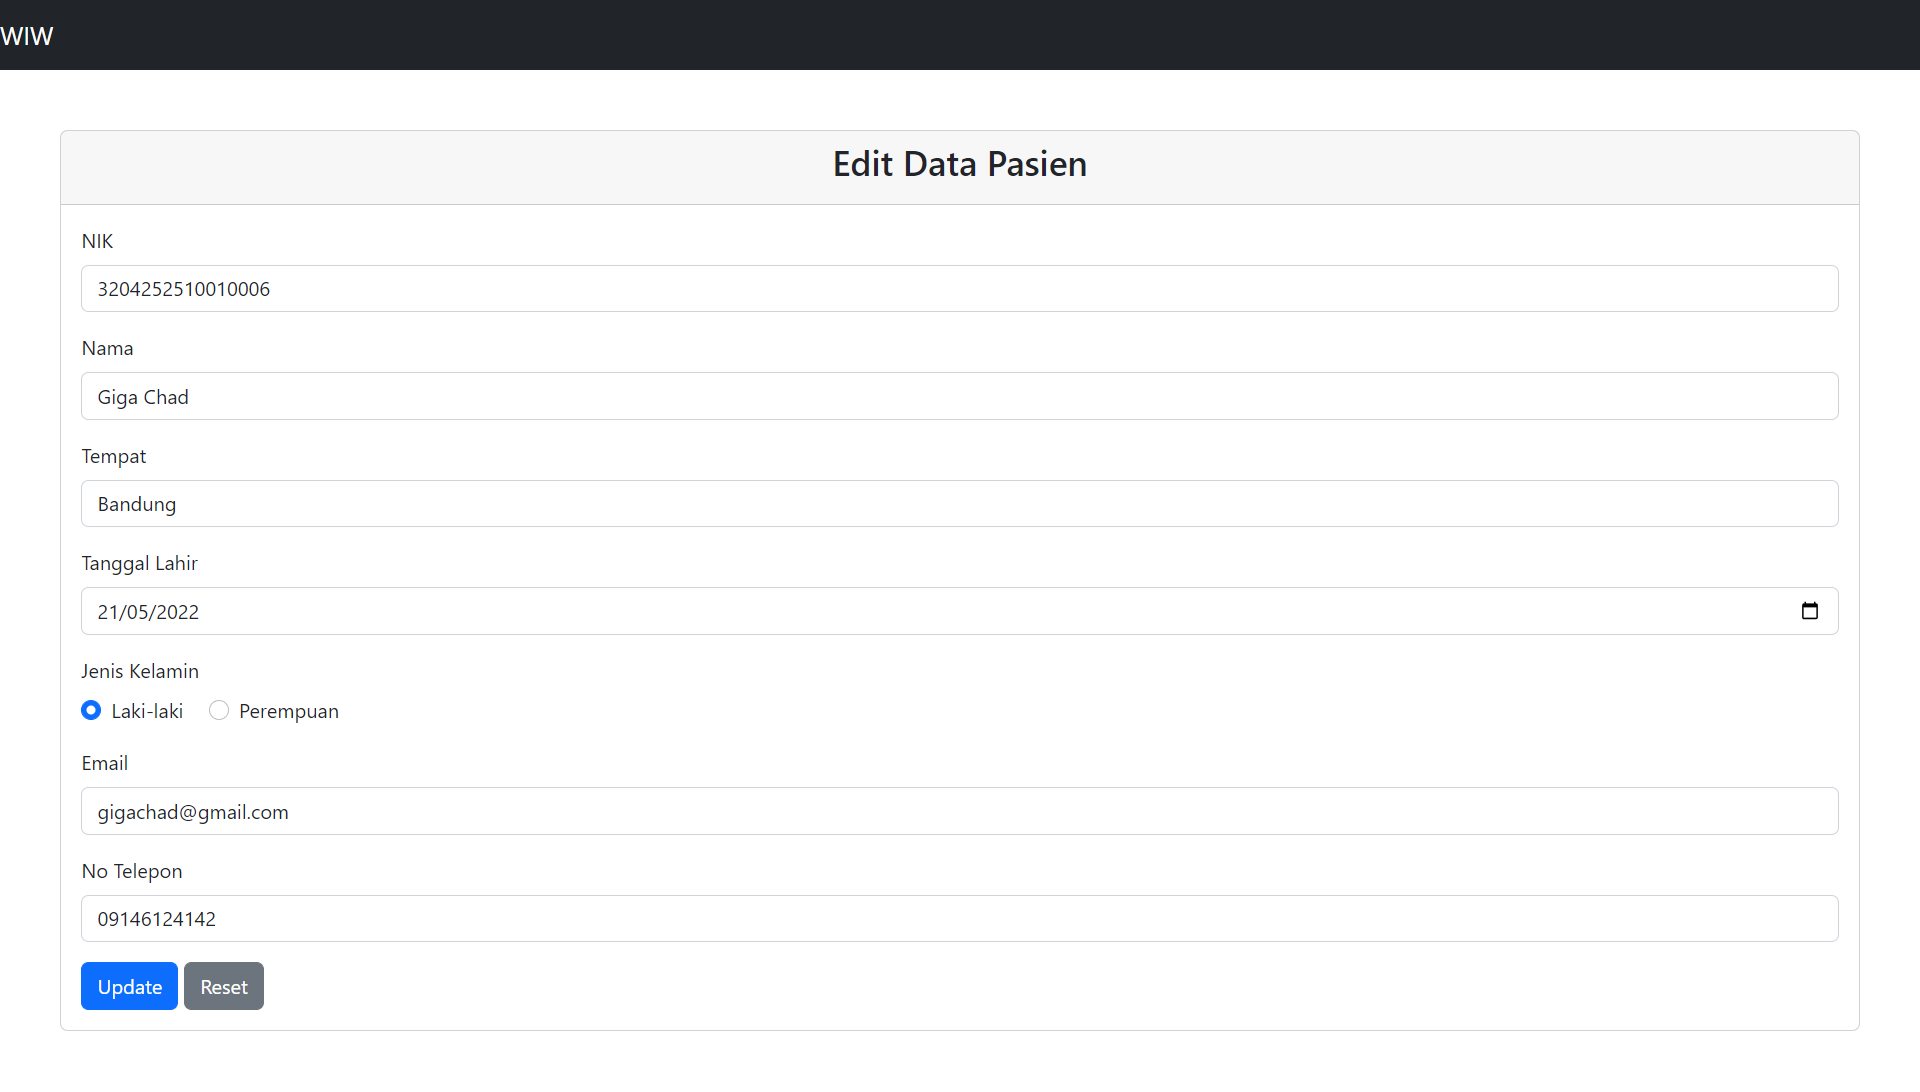 WIW
Edit Data Pasien
NIK
3204252510010006
Nama
Giga Chad
Tempat
Bandung
Tanggal Lahir
21/05/2022
Jenis Kelamin
Laki-laki Perempuan
Email
gigachad@gmail.com
No Telepon
09146124142
Update Reset